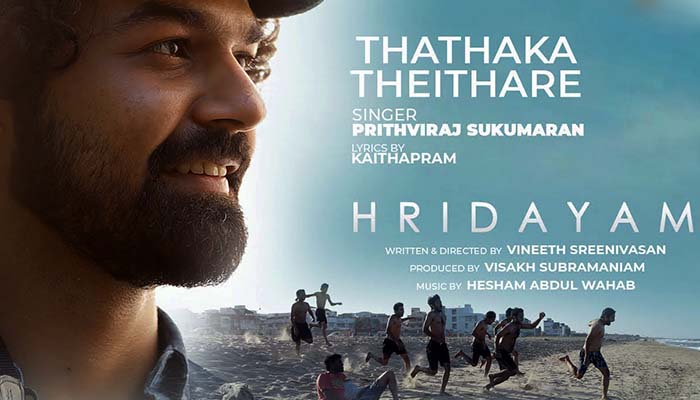 THATHAKA
THEITHARE
SINGER
PRITHVIRAJ SUKUMARAN
LYRICS BY
KAITHAPRAM
HRIDAYAM
WRITTEN & DIRECTED BY VINEETH SREENIVASAN
PRODUCED BY VISAKH SUBRAMANIAM
MUSIC BY HESHAM ABDUL WAHAB